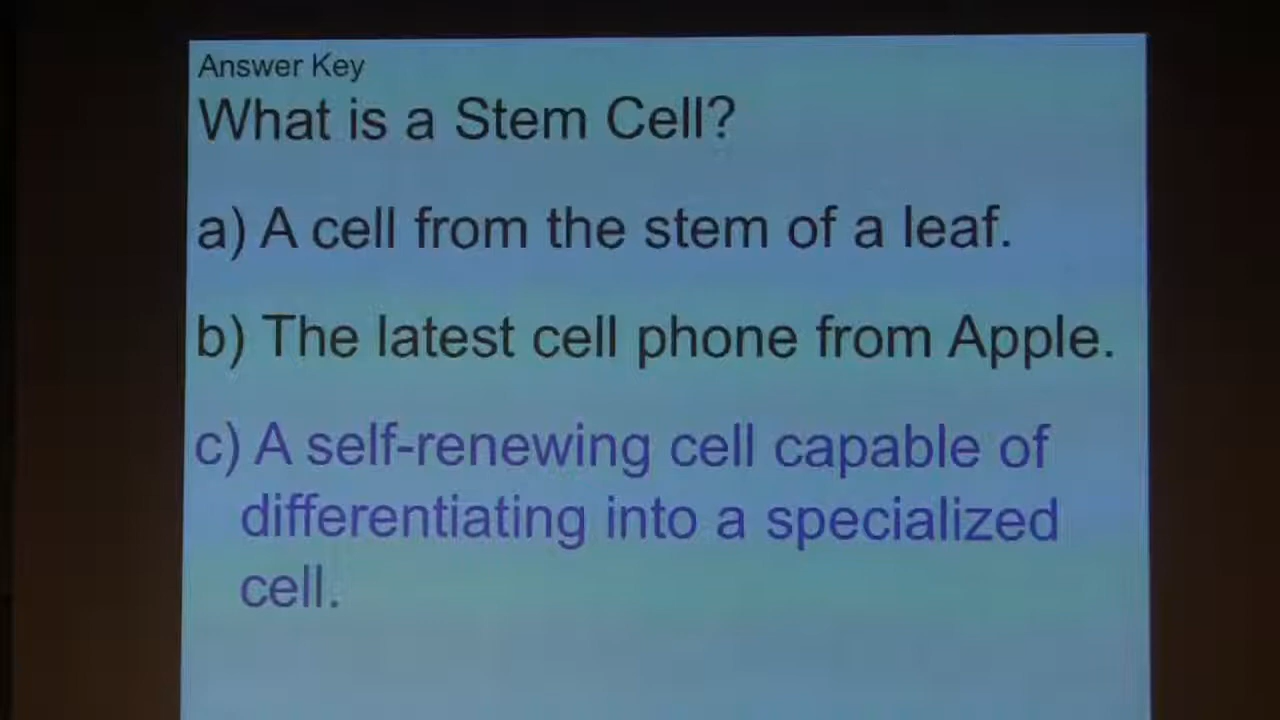 Answer Key
What is a Stem Cell?
a) A cell from the stem of a leaf.
b) The latest cell phone from Apple.
c) A self-renewing cell capable of
differentiating into a specialized
cell.